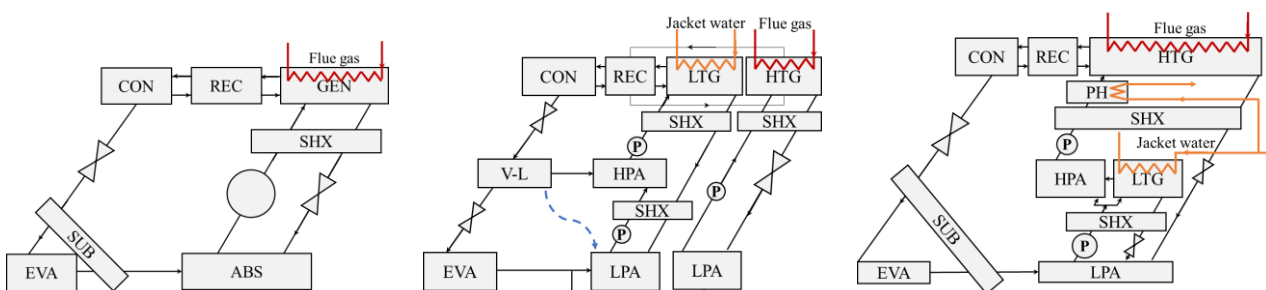 Flue gas
CON
REC
GEN
SHX
SUB
EVA
ABS
Jacket water
Flue gas
CON
REC
LTG
HTG
SHX
SHX
P
V-L
HPA
P
SHX
P
EVA
LPA
LPA
Flue gas
CON
REC
HTG
PH
SHX
P
Jacket water
HPA
LTG
SHX
SUB
P
EVA
LPA